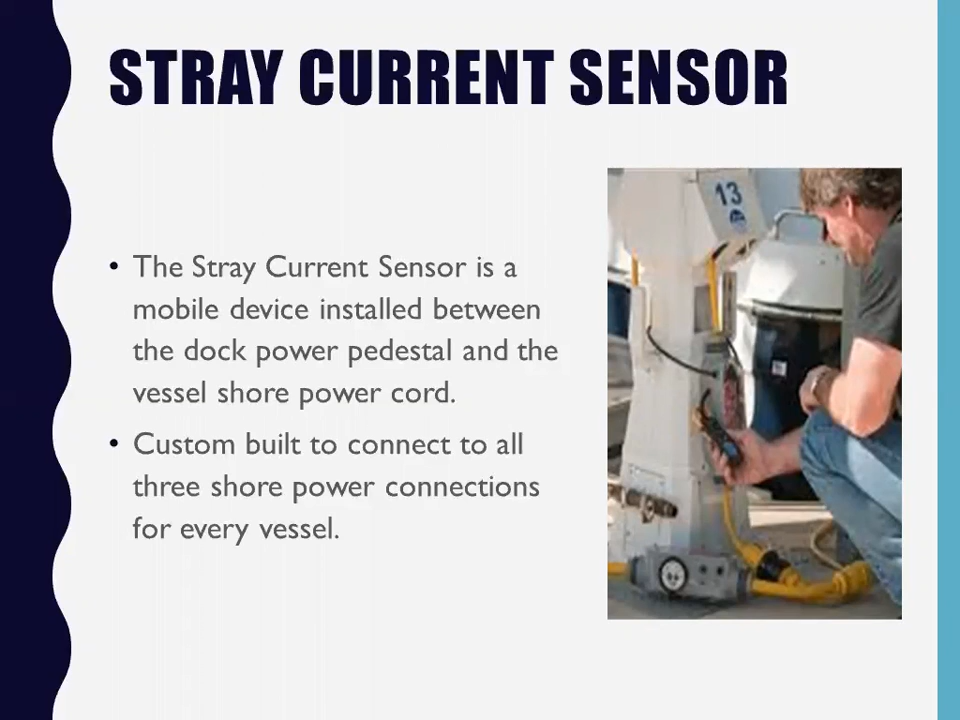 STRAY CURRENT SENSOR
• The Stray Current Sensor is a
mobile device installed between
the dock power pedestal and the
vessel shore power cord.
• Custom built to connect to all
three shore power connections
for every vessel.
13